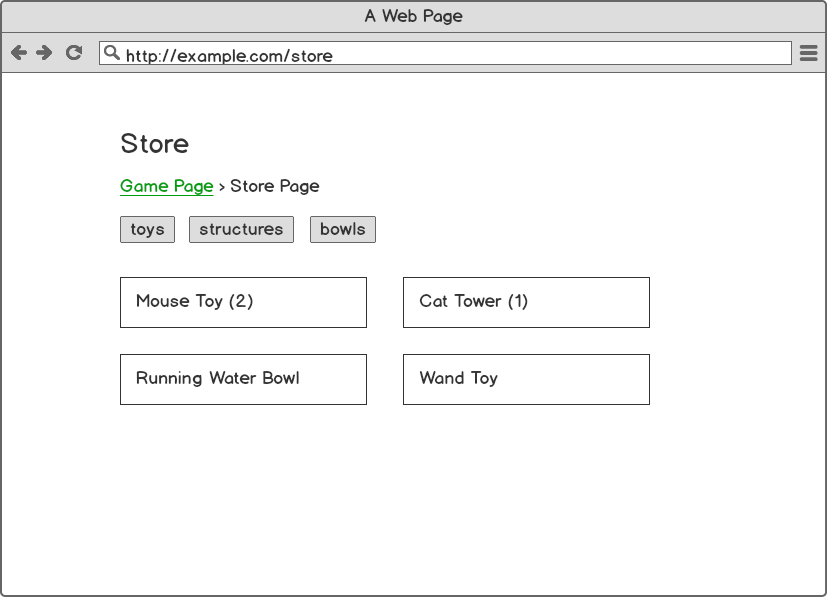 A Web Page
http://example.com/store
Store
Game Page > Store Page
toys structures bowls
Mouse Toy (2) Cat Tower (1)
Running Water Bowl Wand Toy